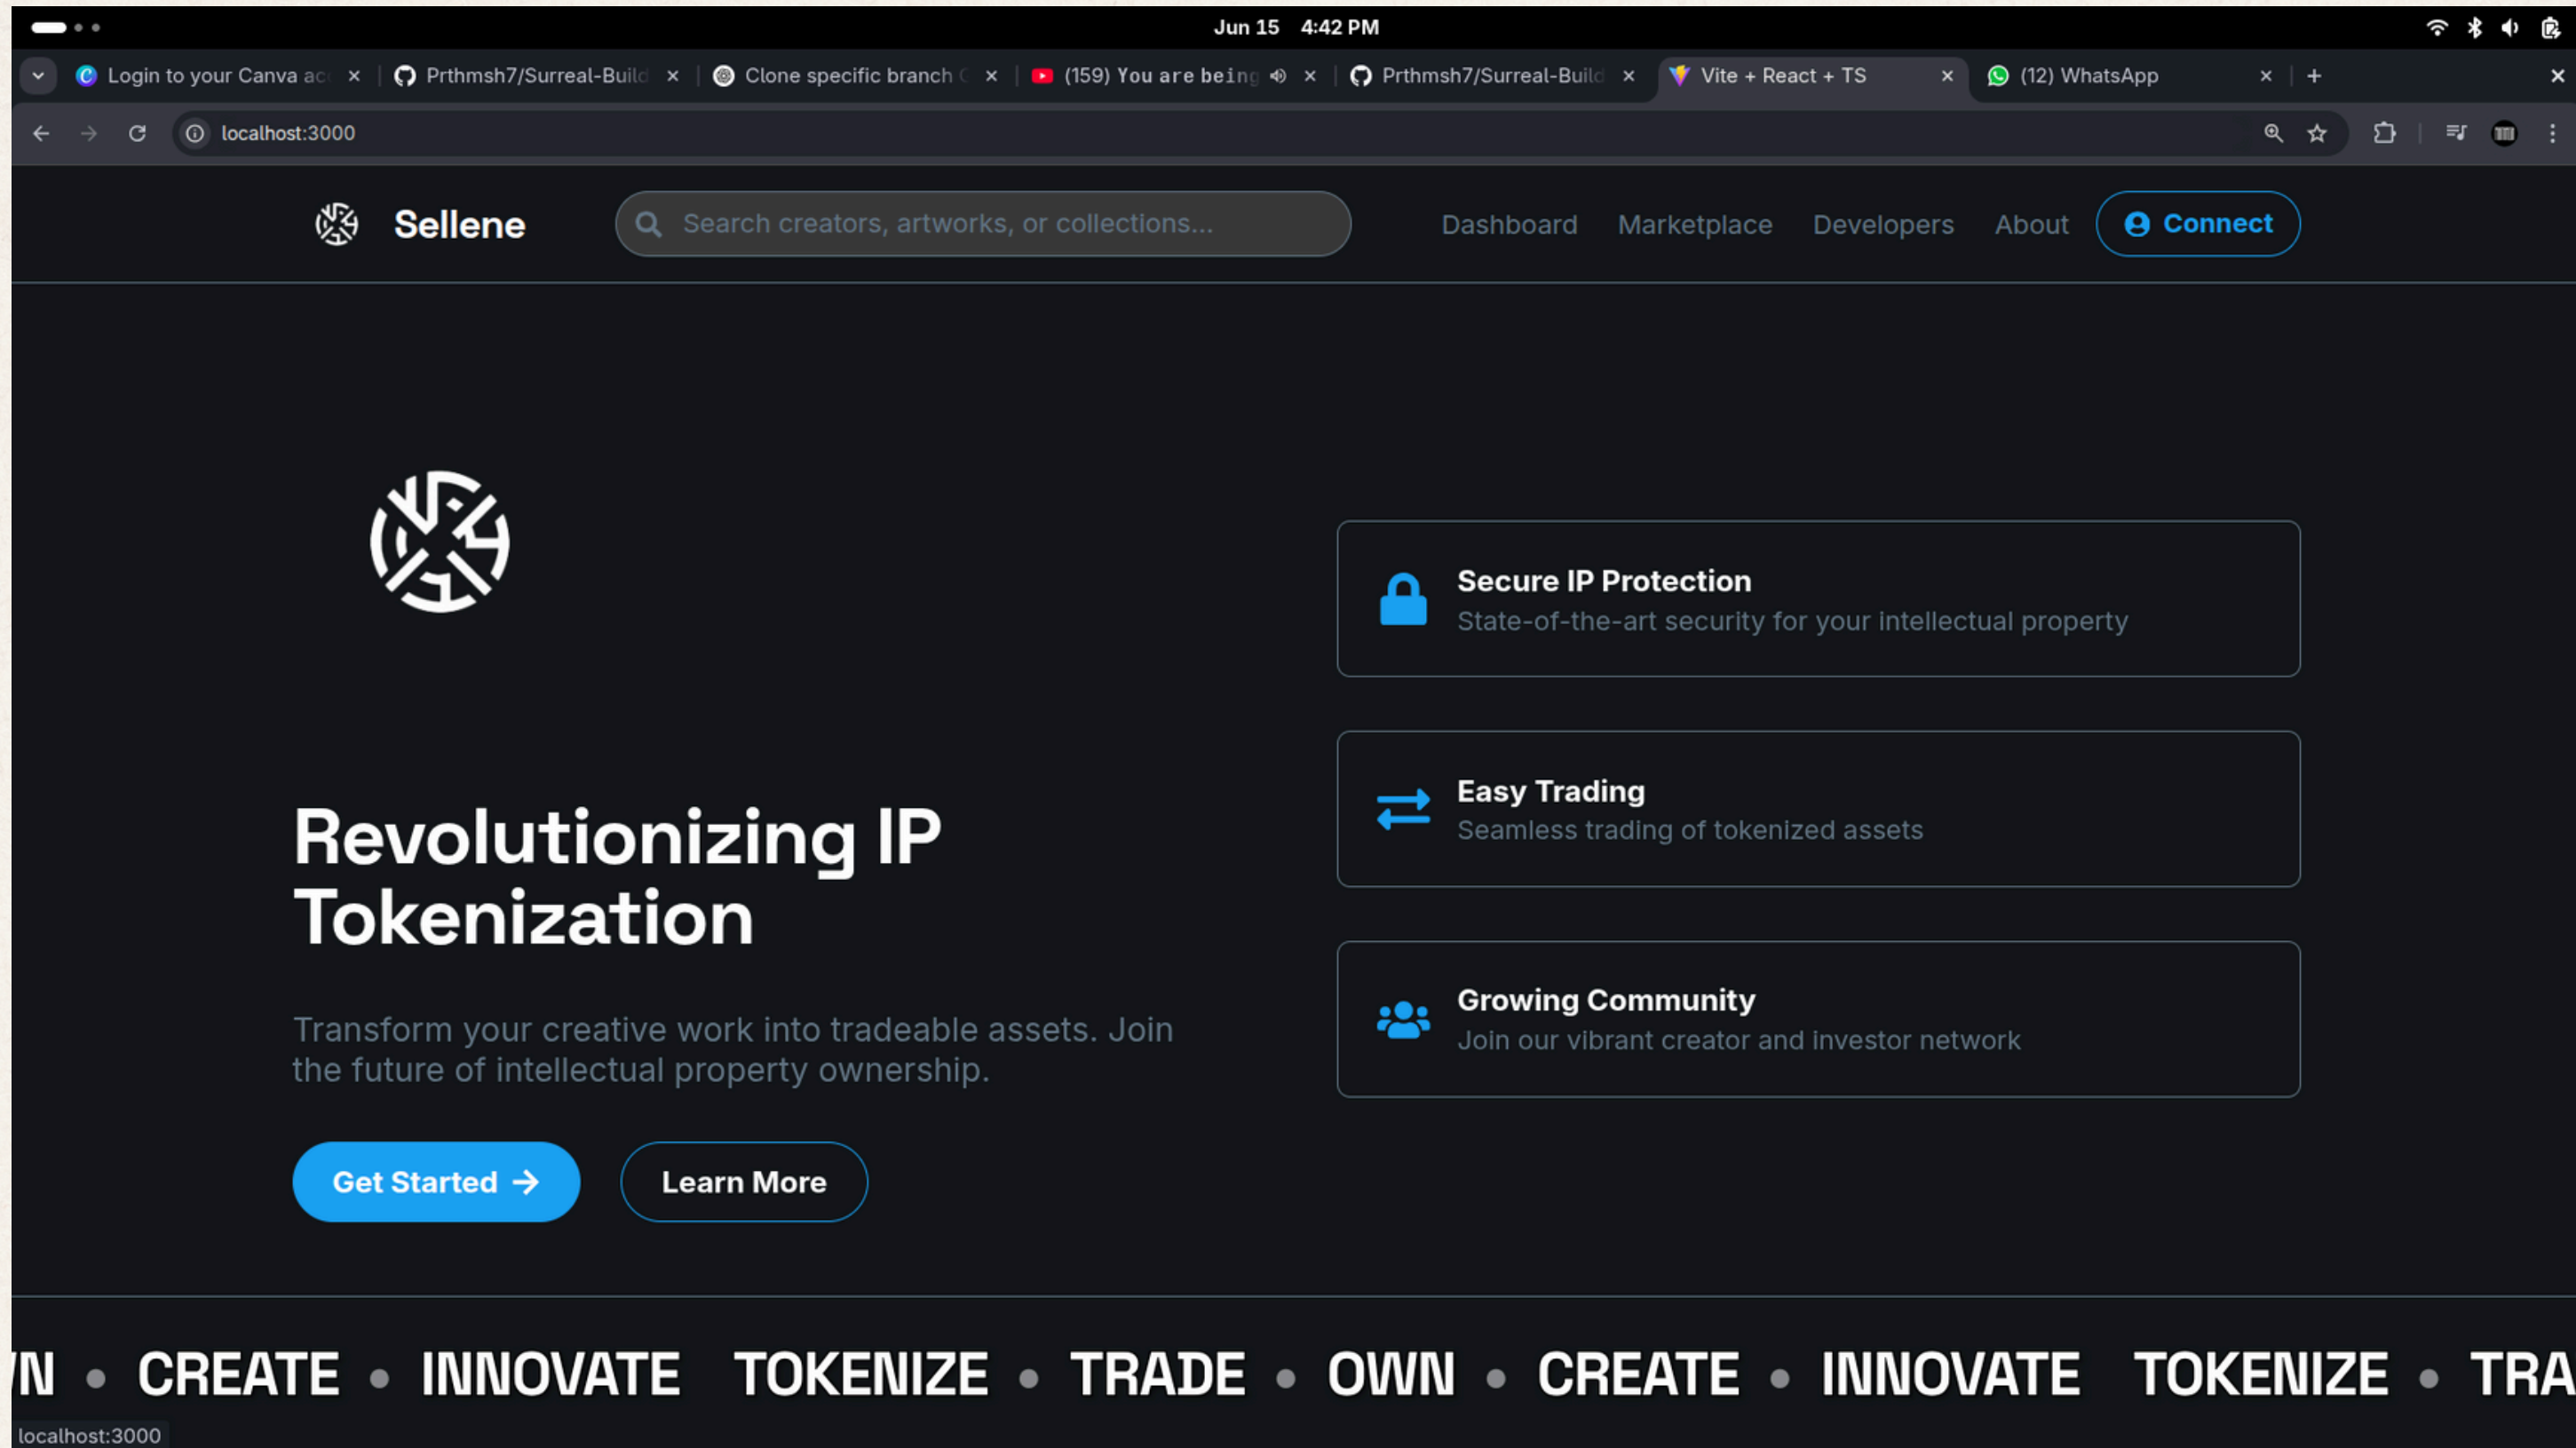 Jun 15 4:42 PM
Login to your Canva acc
Prthmsh7/Surreal-Build
Clone specific branch
(159) You are being
Prthmsh7/Surreal-Build
Vite + React + TS
(12) WhatsApp
localhost:3000
Sellene
Search creators, artworks, or collections...
Dashboard
Marketplace
Developers
About
Connect
Revolutionizing IP
Tokenization
Transform your creative work into tradeable assets. Join
the future of intellectual property ownership.
Get Started →
Learn More
Secure IP Protection
State-of-the-art security for your intellectual property
Easy Trading
Seamless trading of tokenized assets
Growing Community
Join our vibrant creator and investor network
N • CREATE • INNOVATE TOKENIZE • TRADE • OWN • CREATE • INNOVATE TOKENIZE • TRA
localhost:3000